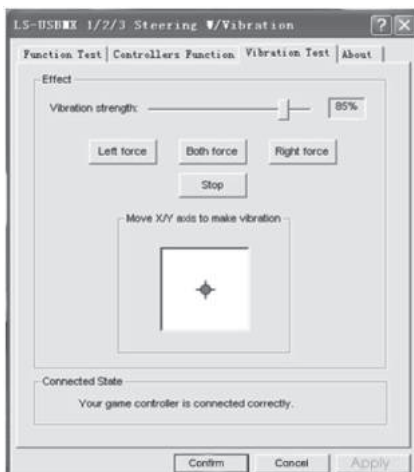 LS-USBMX 1/2/3 Steering W/Vibration
Function Test Controllers Function Vibration Test About
Effect
Vibration strength: 85%
Left force Both force Right force
Stop
Move X/Y axis to make vibration
Connected State
Your game controller is connected correctly.
Confirm Cancel Apply